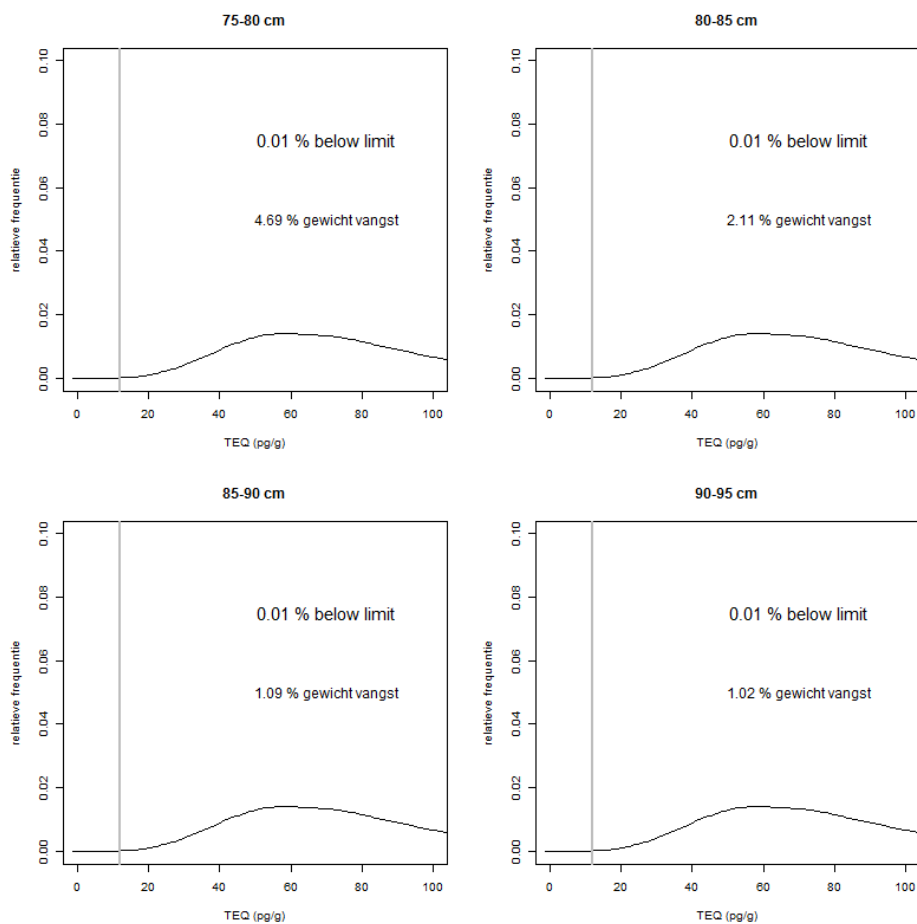 75-80 cm
relatieve frequentie
0.10
0.08
0.06
0.04
0.02
0.00
0.01 % below limit
4.69 % gewicht vangst
0 20 40 60 80 100
TEQ (pg/g)
80-85 cm
relatieve frequentie
0.10
0.08
0.06
0.04
0.02
0.00
0.01 % below limit
2.11 % gewicht vangst
0 20 40 60 80 100
TEQ (pg/g)
85-90 cm
relatieve frequentie
0.10
0.08
0.06
0.04
0.02
0.00
0.01 % below limit
1.09 % gewicht vangst
0 20 40 60 80 100
TEQ (pg/g)
90-95 cm
relatieve frequentie
0.10
0.08
0.06
0.04
0.02
0.00
0.01 % below limit
1.02 % gewicht vangst
0 20 40 60 80 100
TEQ (pg/g)